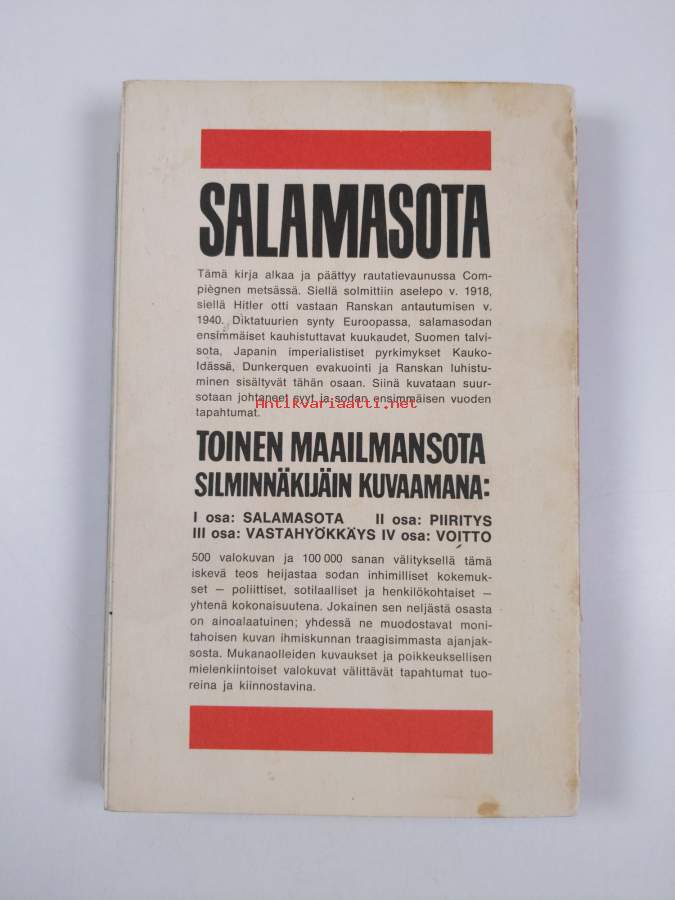 SALAMASOTA
Tämä kirja alkaa ja päättyy rautatievaunussa Com-
piègnen metsässä. Siellä solmittiin aselepo v. 1918,
siellä Hitler otti vastaan Ranskan antautumisen v.
1940. Diktatuurien synty Euroopassa, salamasodan
ensimmäiset kauhistuttavat kuukaudet, Suomen talvi-
sota, Japanin imperialistiset pyrkimykset Kauko-
Idässä, Dunkerquen evakuointi ja Ranskan luhistu-
minen sisältyvät tähän osaan. Siinä kuvataan suur-
sotaan johtaneet syyt ja sodan ensimmäisen vuoden
Antikvariaatti.net
tapahtumat.
TOINEN MAAILMANSOTA
SILMINNÄKIJÄIN KUVAAMANA:
I osa: SALAMASOTA II osa: PIIRITYS
III osa: VASTAHYÖKKÄYS IV osa: VOITTO
500 valokuvan ja 100 000 sanan välityksellä tämä
iskevä teos heijastaa sodan inhimilliset kokemuk-
set — poliittiset, sotilaalliset ja henkilökohtaiset —
yhtenä kokonaisuutena. Jokainen sen neljästä osasta
on ainoalaatuinen; yhdessä ne muodostavat moni-
tahoisen kuvan ihmiskunnan traagisimmasta ajanjak-
sosta. Mukanaolleiden kuvaukset ja poikkeuksellisen
mielenkiintoiset valokuvat välittävät tapahtumat tuo-
reina ja kiinnostavina.